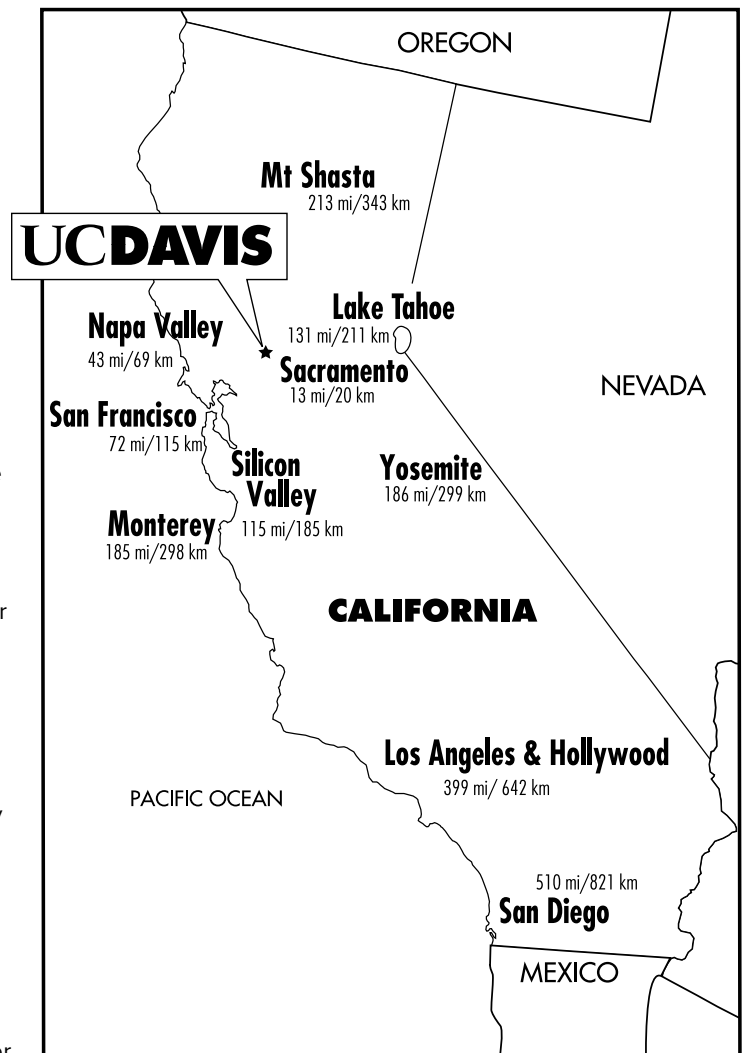 OREGON
Mt Shasta
213 mi/343 km
UCDAVIS
Lake Tahoe
131 mi/211 km
Napa Valley
43 mi/69 km
Sacramento
13 mi/20 km
NEVADA
San Francisco
72 mi/115 km
Silicon
Valley
115 mi/185 km
Yosemite
186 mi/299 km
Monterey
185 mi/298 km
CALIFORNIA
Los Angeles & Hollywood
399 mi/ 642 km
PACIFIC OCEAN
510 mi/821 km
San Diego
MEXICO